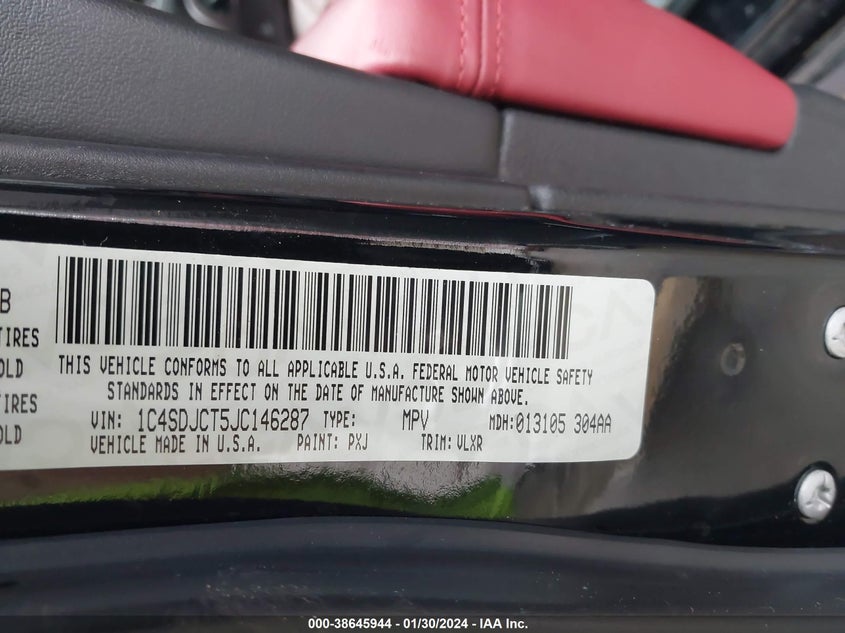 B
TIRES
OLD
TIRES
OLD
THIS VEHICLE CONFORMS TO ALL APPLICABLE U.S.A. FEDERAL MOTOR VEHICLE SAFETY
STANDARDS IN EFFECT ON THE DATE OF MANUFACTURE SHOWN ABOVE.
VIN: 1C4SDJCT5JC146287 TYPE: MPV MDH:013105 304AA
VEHICLE MADE IN U.S.A. PAINT: PXJ TRIM:VLXR
000-38645944 — 01/30/2024 — IAA Inc.